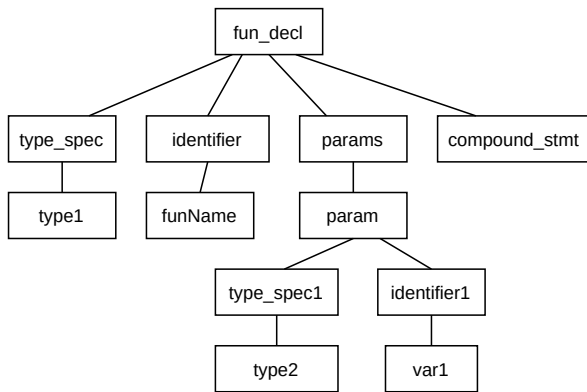 fun_decl
type_spec
identifier
params
compound_stmt
type1
funName
param
type_spec1
identifier1
type2
var1